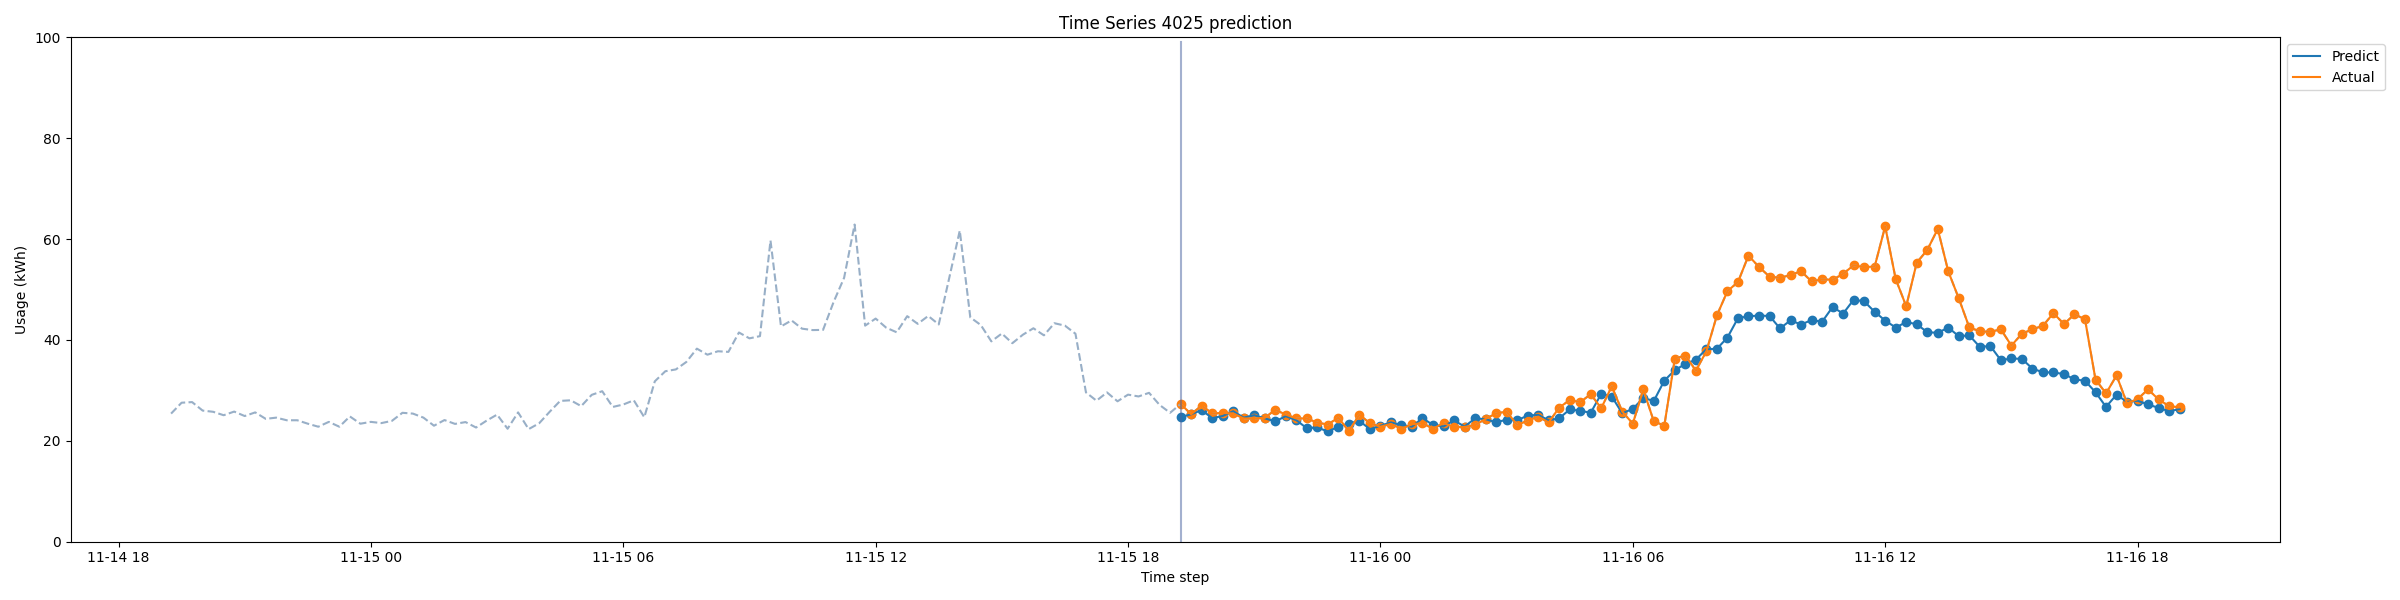 Time Series 4025 prediction
Predict
Actual
100
80
60
40
20
0
Usage (kWh)
11-14 18 11-15 00 11-15 06 11-15 12 11-15 18 11-16 00 11-16 06 11-16 12 11-16 18
Time step